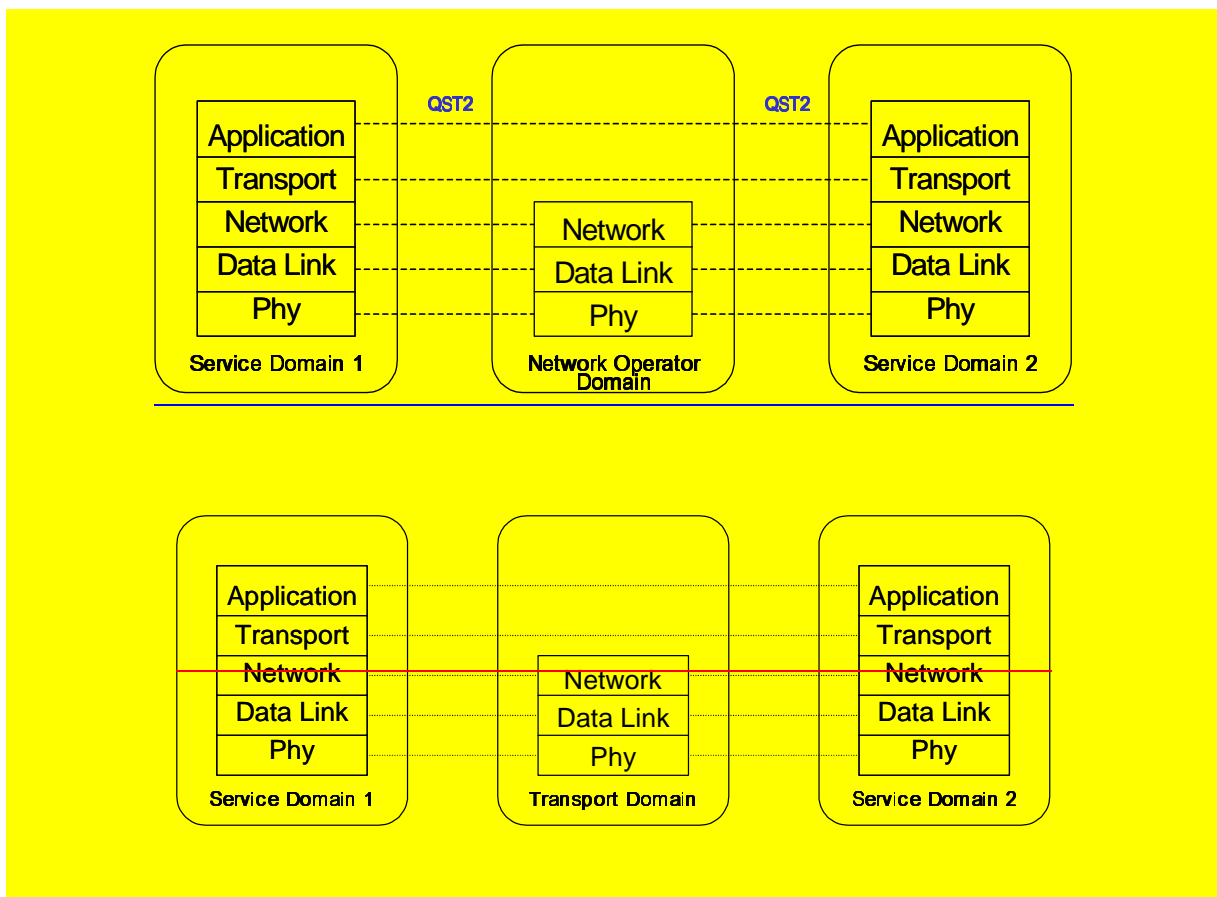 QST2
QST2
Application
Transport
Network
Data Link
Phy
Service Domain 1
Network
Data Link
Phy
Network Operator
Domain
Application
Transport
Network
Data Link
Phy
Service Domain 2
Application
Transport
Network
Data Link
Phy
Service Domain 1
Network
Data Link
Phy
Transport Domain
Application
Transport
Network
Data Link
Phy
Service Domain 2